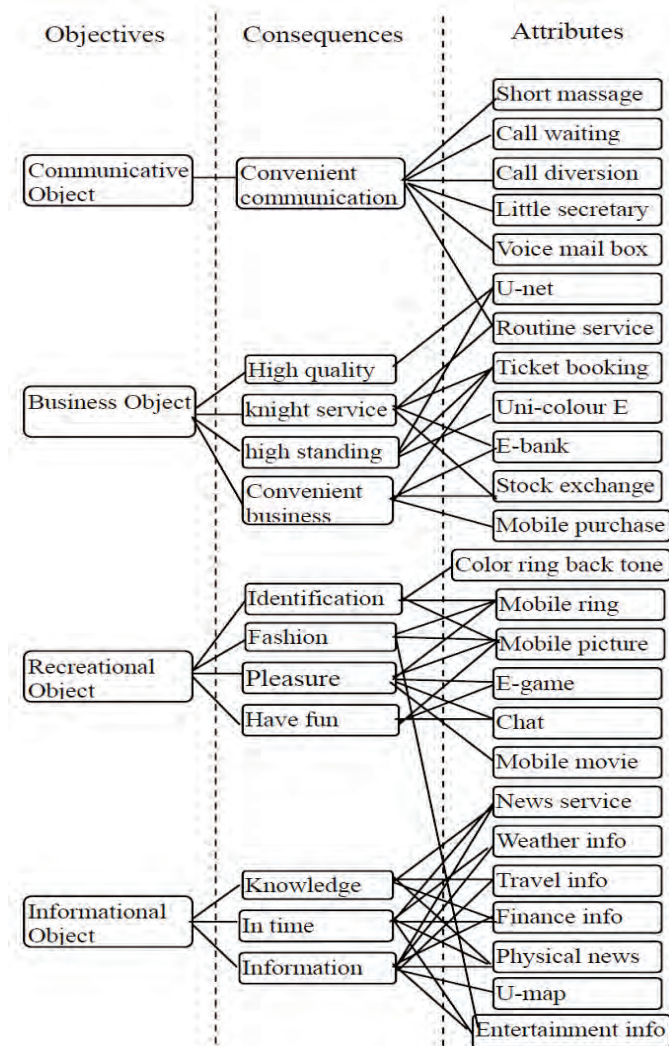 Objectives
Consequences
Attributes
Communicative
Object
Business Object
Recreational
Object
Informational
Object
Convenient
communication
High quality
knight service
high standing
Convenient
business
Identification
Fashion
Pleasure
Have fun
Knowledge
In time
Information
Short massage
Call waiting
Call diversion
Little secretary
Voice mail box
U-net
Routine service
Ticket booking
Uni-colour E
E-bank
Stock exchange
Mobile purchase
Color ring back tone
Mobile ring
Mobile picture
E-game
Chat
Mobile movie
News service
Weather info
Travel info
Finance info
Physical news
U-map
Entertainment info